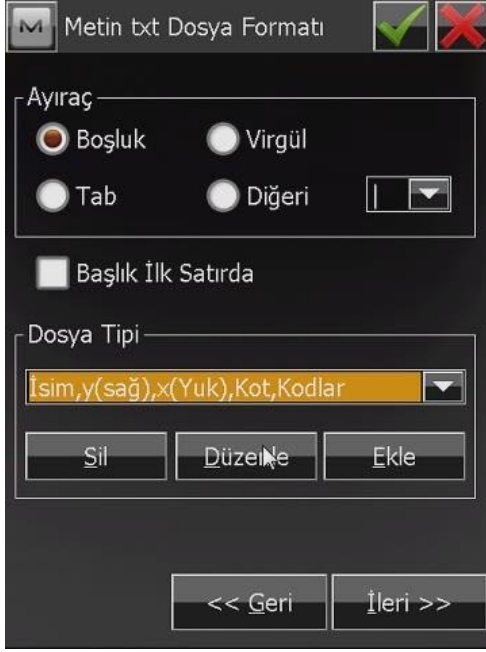 Metin txt Dosya Formatı
Ayıraç
Boşluk Virgül
Tab Diğeri |
Başlık İlk Satırda
Dosya Tipi
İsim,y(sağ),x(Yuk),Kot,Kodlar
Sil Düzenle Ekle
<< Geri İleri >>